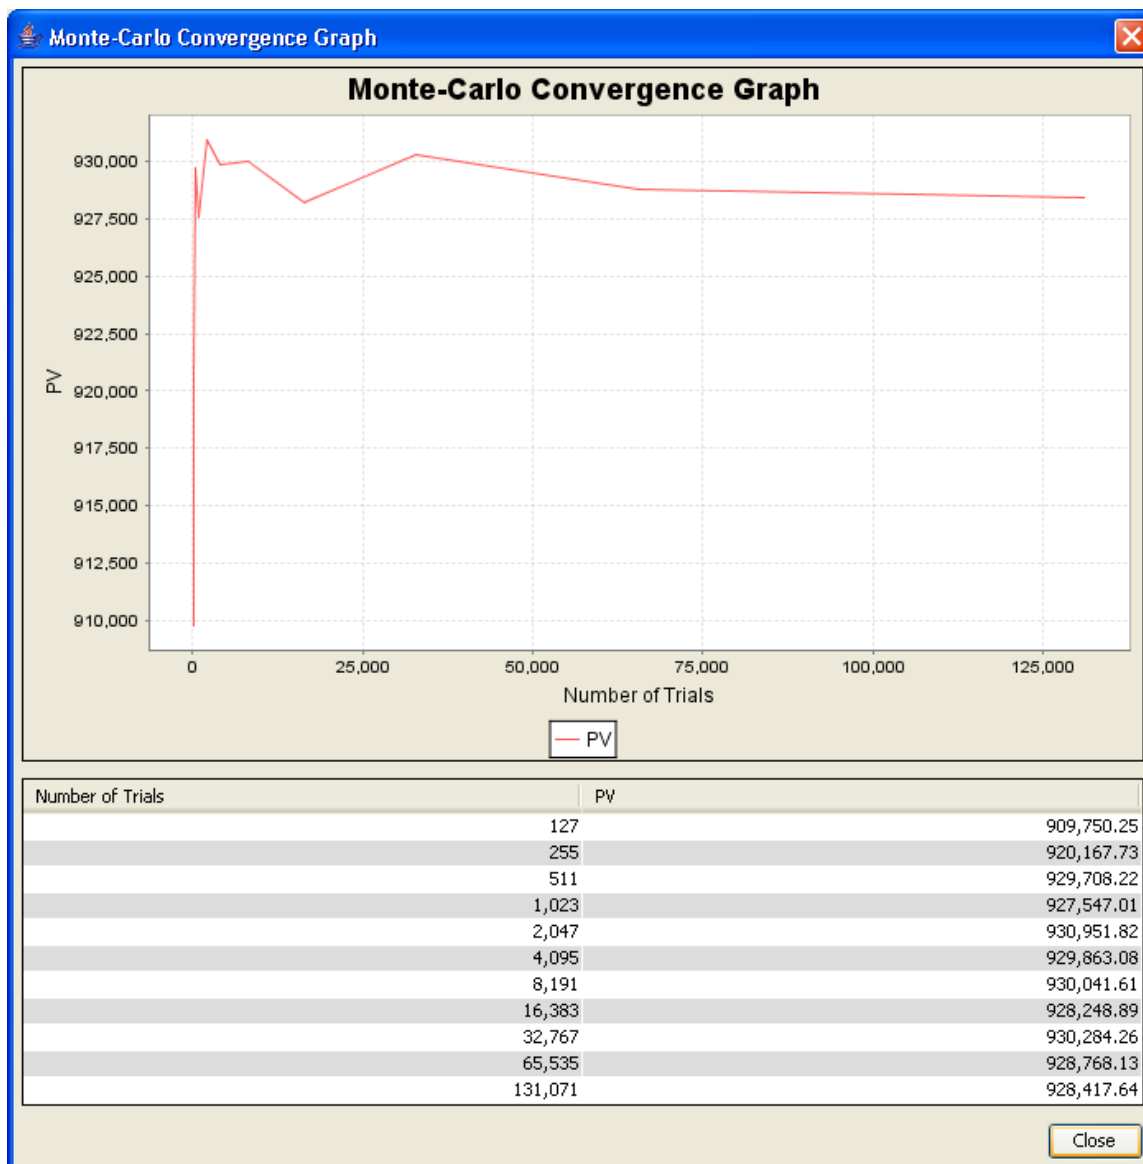 Monte-Carlo Convergence Graph
Monte-Carlo Convergence Graph
930,000
927,500
925,000
922,500
920,000
917,500
915,000
912,500
910,000
PV
0 25,000 50,000 75,000 100,000 125,000
Number of Trials
PV
Number of Trials PV
127 909,750.25
255 920,167.73
511 929,708.22
1,023 927,547.01
2,047 930,951.82
4,095 929,863.08
8,191 930,041.61
16,383 928,248.89
32,767 930,284.26
65,535 928,768.13
131,071 928,417.64
Close